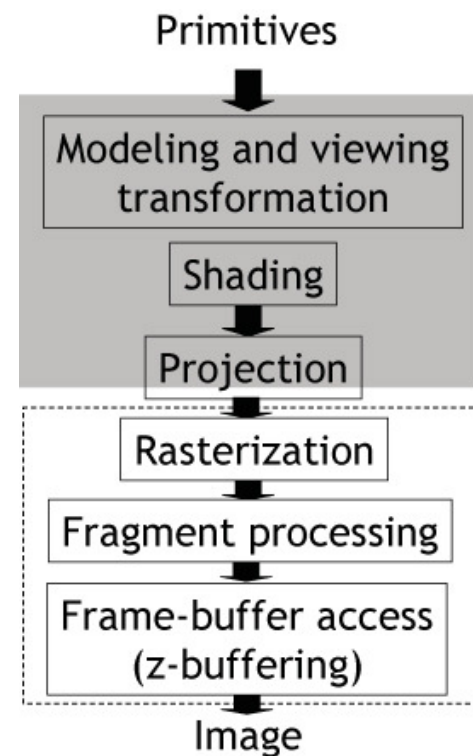 Primitives
Modeling and viewing
transformation
Shading
Projection
Rasterization
Fragment processing
Frame-buffer access
(z-buffering)
Image